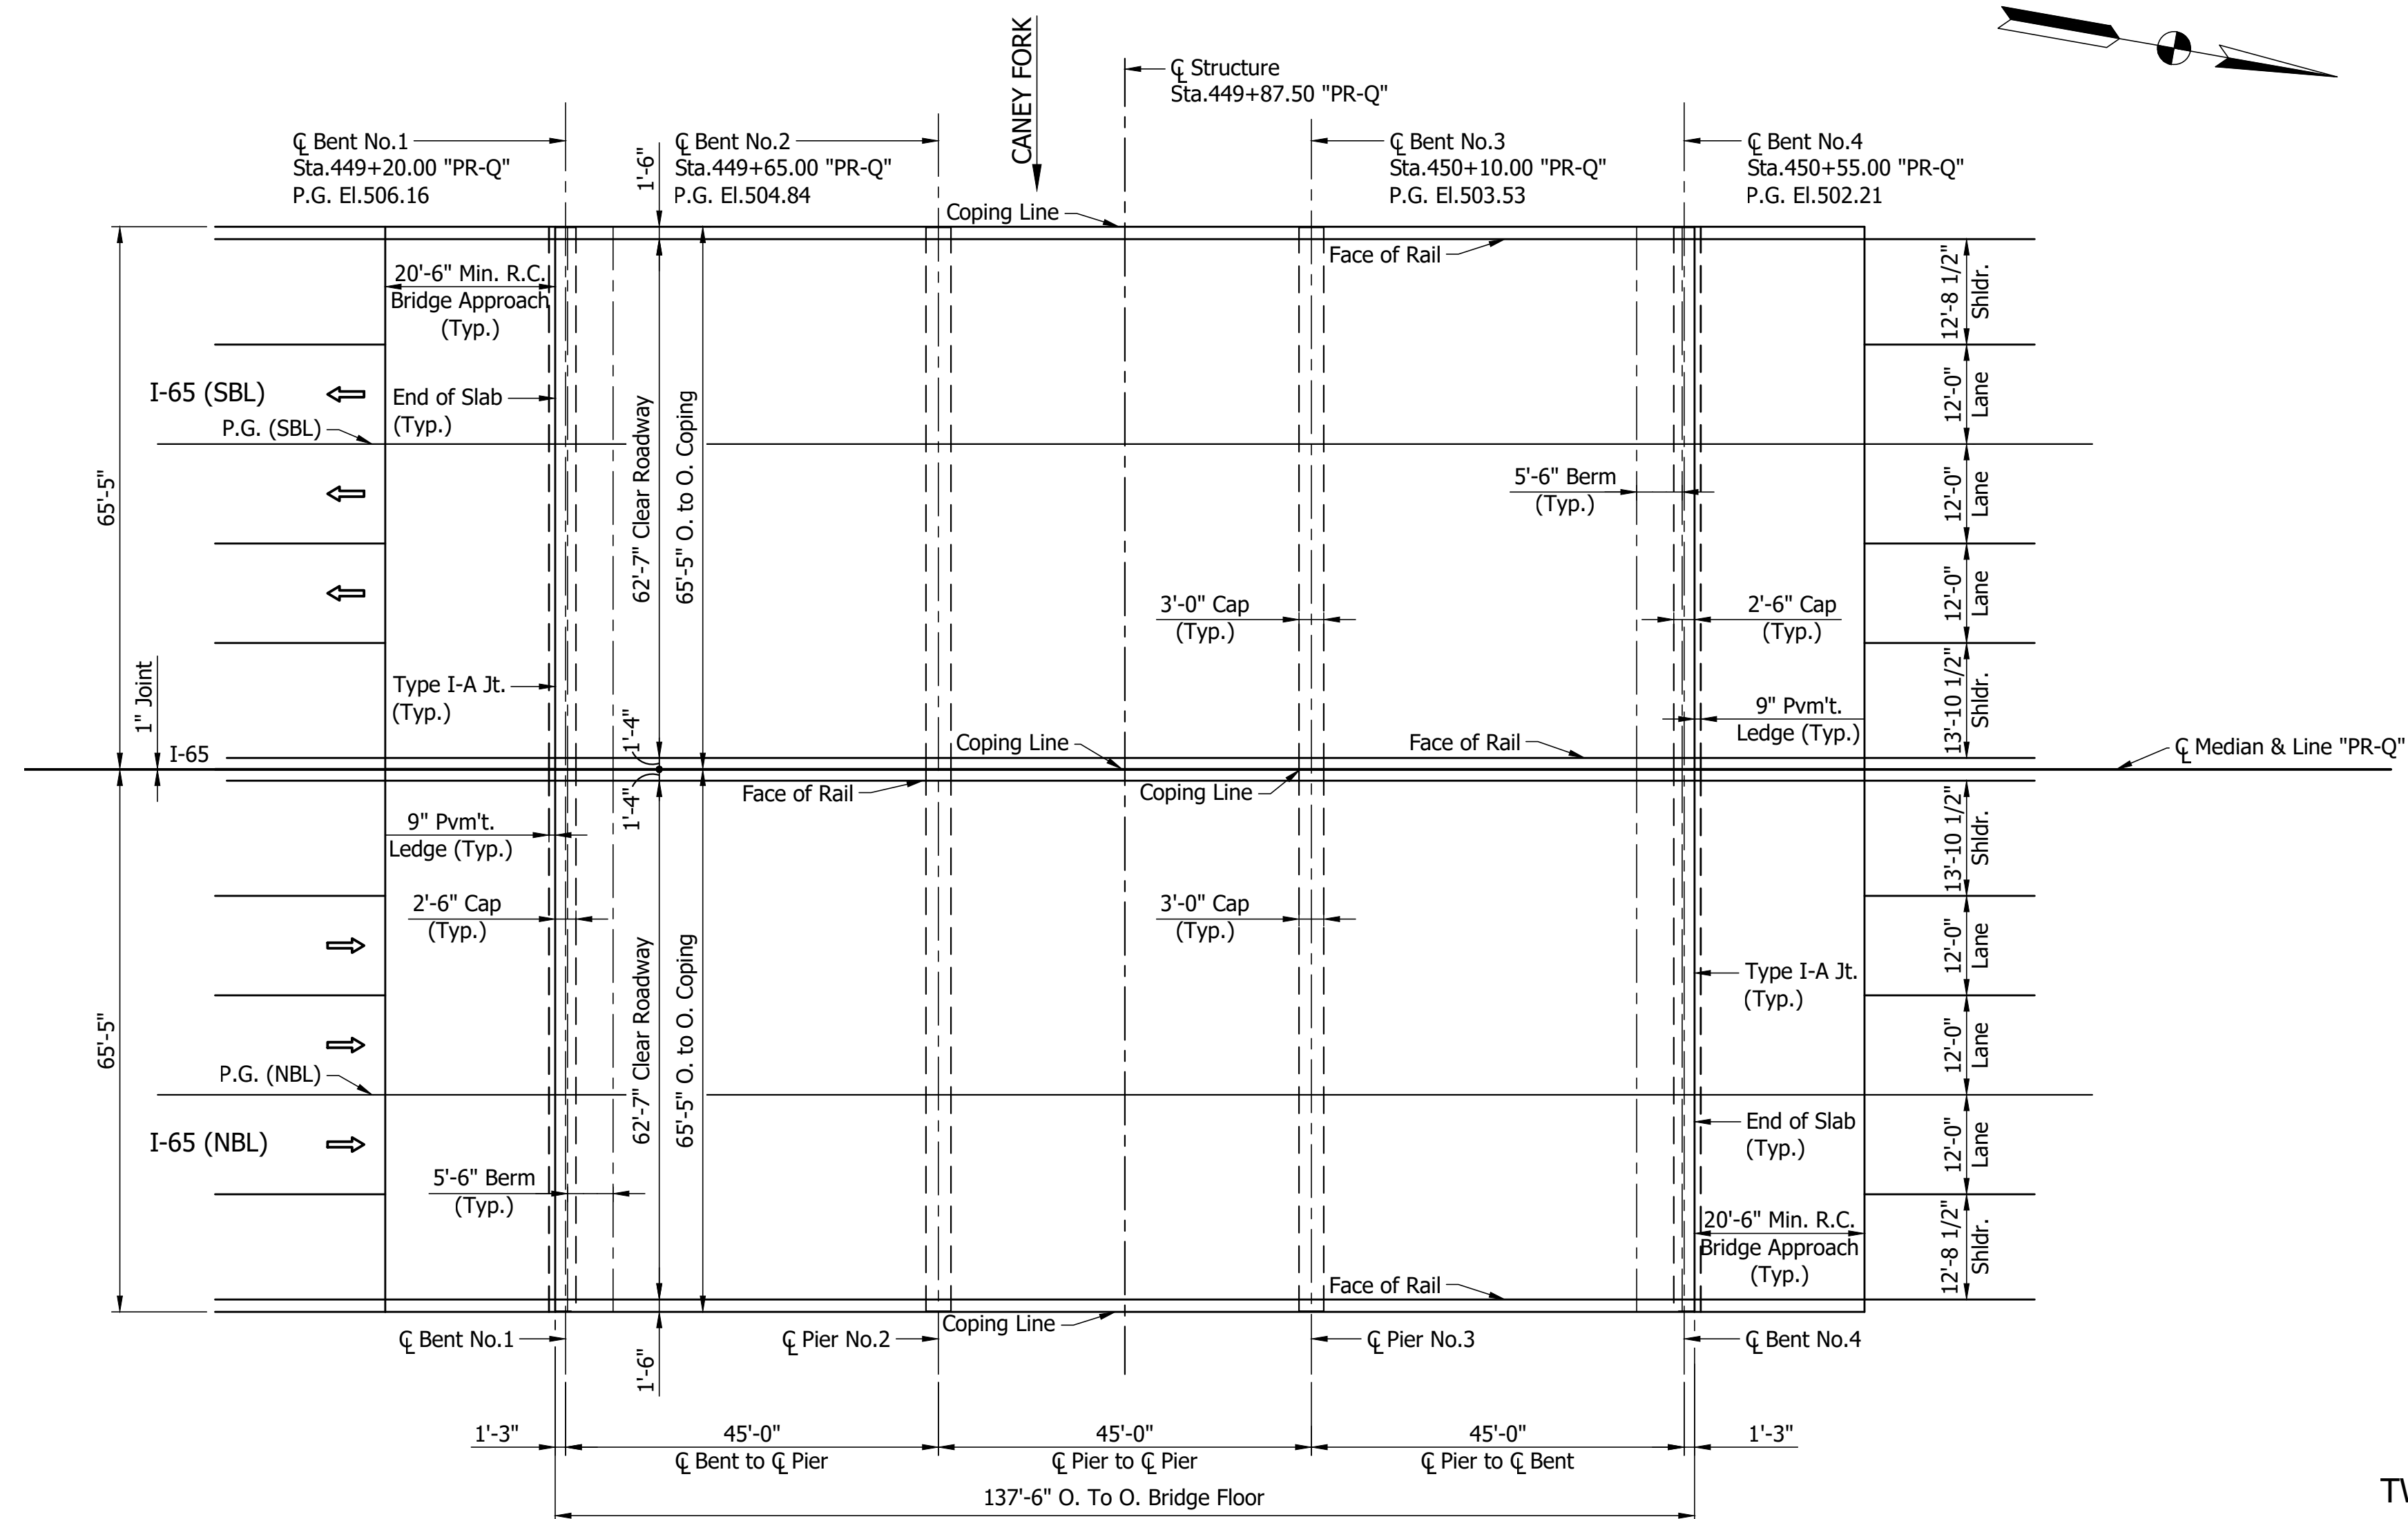 CANEY FORK
℄ Structure
Sta.449+87.50 "PR-Q"
℄ Bent No.1
Sta.449+20.00 "PR-Q"
P.G. El.506.16
1'-6"
℄ Bent No.2
Sta.449+65.00 "PR-Q"
P.G. El.504.84
℄ Bent No.3
Sta.450+10.00 "PR-Q"
P.G. El.503.53
℄ Bent No.4
Sta.450+55.00 "PR-Q"
P.G. El.502.21
Coping Line
Face of Rail
20'-6" Min. R.C.
Bridge Approach
(Typ.)
12'-8 1/2"
Shldr.
I-65 (SBL)
End of Slab
(Typ.)
P.G. (SBL)
65'-5"
62'-7" Clear Roadway
65'-5" O. to O. Coping
12'-0"
Lane
5'-6" Berm
(Typ.)
12'-0"
Lane
12'-0"
Lane
3'-0" Cap
(Typ.)
2'-6" Cap
(Typ.)
1" Joint
Type I-A Jt.
(Typ.)
13'-10 1/2"
Shldr.
9" Pvm't.
Ledge (Typ.)
1'-4"
I-65
Coping Line
Face of Rail
℄ Median & Line "PR-Q"
1'-4"
Face of Rail
Coping Line
9" Pvm't.
Ledge (Typ.)
13'-10 1/2"
Shldr.
2'-6" Cap
(Typ.)
3'-0" Cap
(Typ.)
12'-0"
Lane
65'-5"
62'-7" Clear Roadway
65'-5" O. to O. Coping
Type I-A Jt.
(Typ.)
12'-0"
Lane
P.G. (NBL)
I-65 (NBL)
End of Slab
(Typ.)
12'-0"
Lane
5'-6" Berm
(Typ.)
20'-6" Min. R.C.
Bridge Approach
(Typ.)
12'-8 1/2"
Shldr.
Face of Rail
Coping Line
℄ Bent No.1
1'-6"
℄ Pier No.2
℄ Pier No.3
℄ Bent No.4
1'-3"
45'-0"
℄ Bent to ℄ Pier
45'-0"
℄ Pier to ℄ Pier
45'-0"
℄ Pier to ℄ Bent
1'-3"
137'-6" O. To O. Bridge Floor